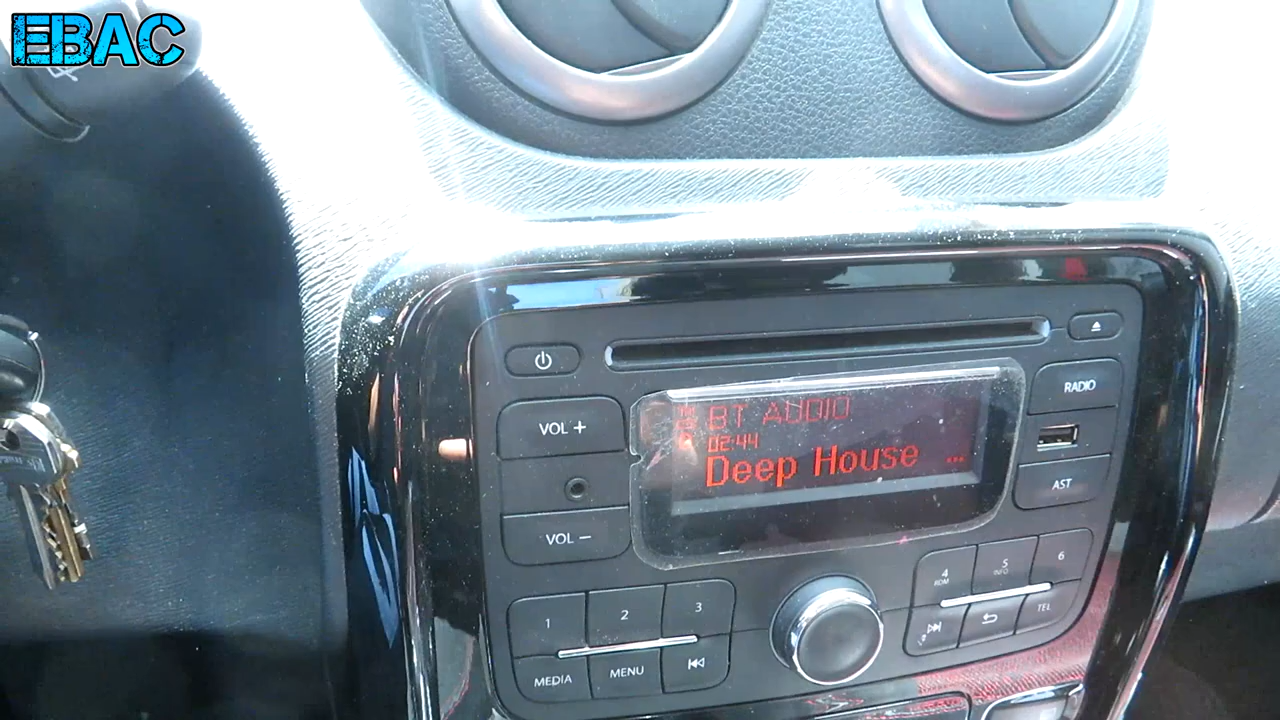 EBAC
RADIO
VOL +
BT AUDIO
02:44
Deep House ...
AST
VOL −
1
2
3
4
RDM
5
INFO
6
MEDIA
MENU
TEL